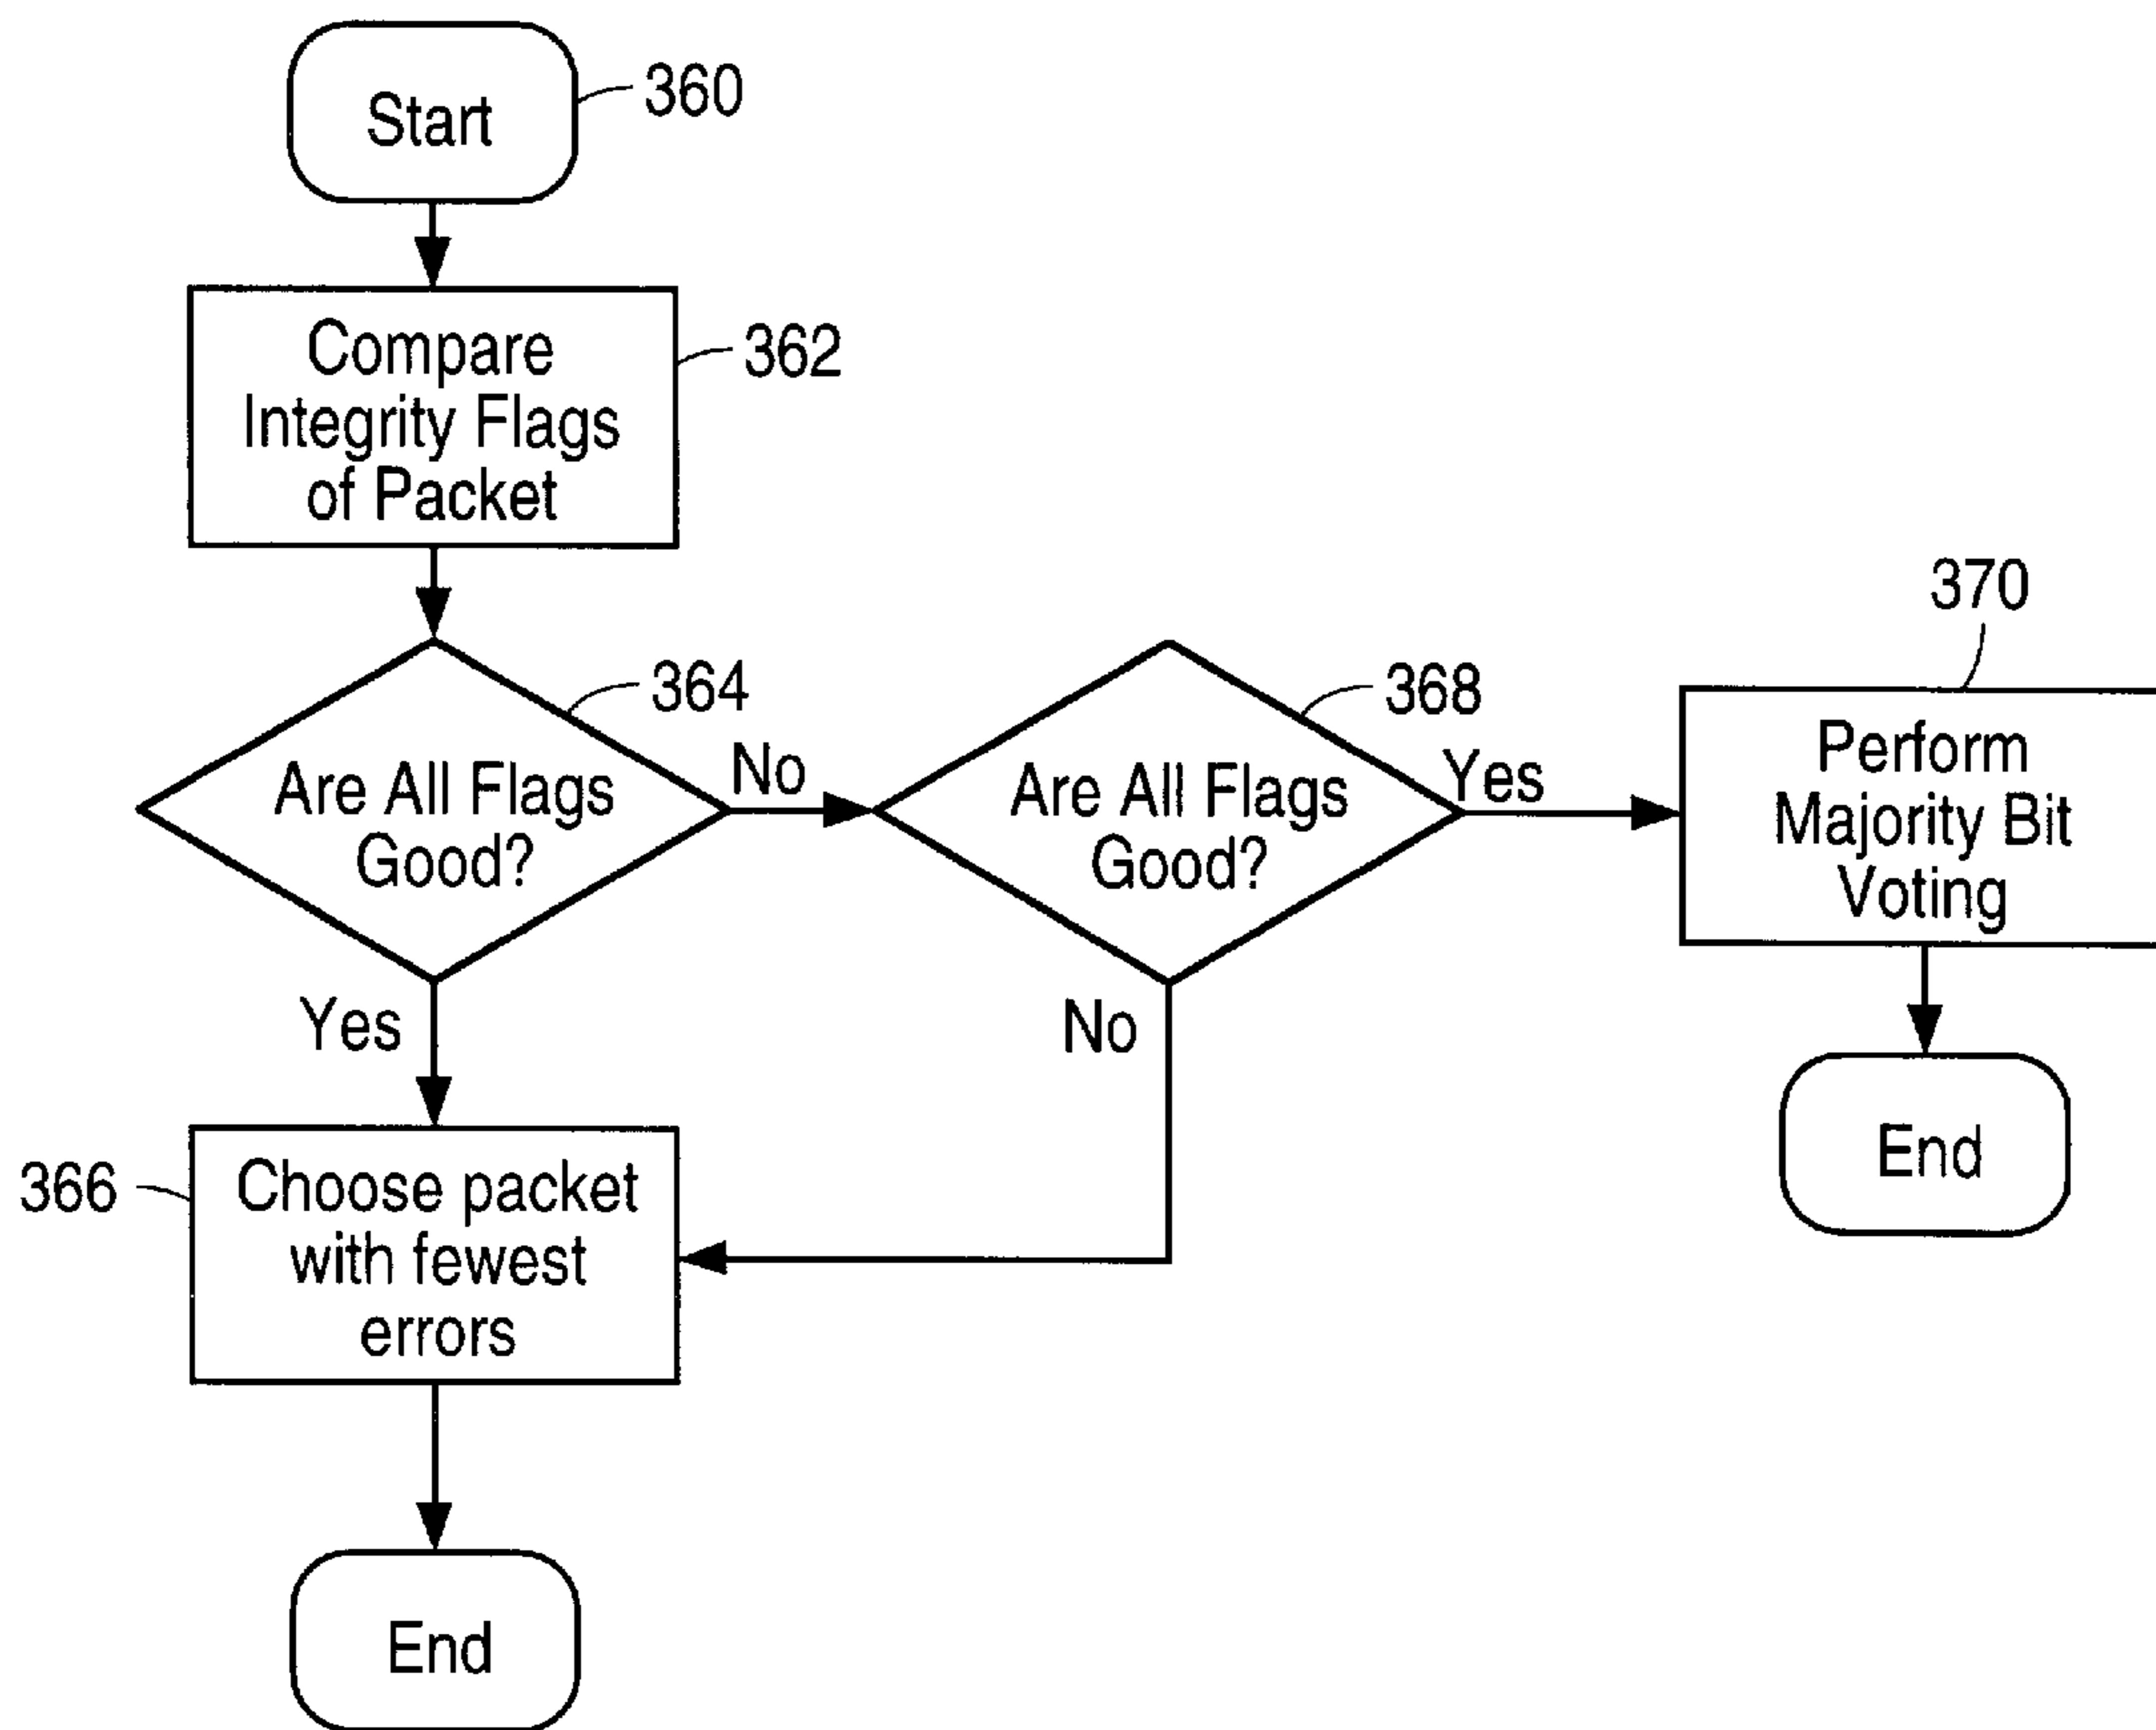 Start
360
Compare
Integrity Flags
of Packet
362
Are All Flags
Good?
364
No
Yes
Are All Flags
Good?
368
Yes
No
370
Perform
Majority Bit
Voting
End
366
Choose packet
with fewest
errors
End